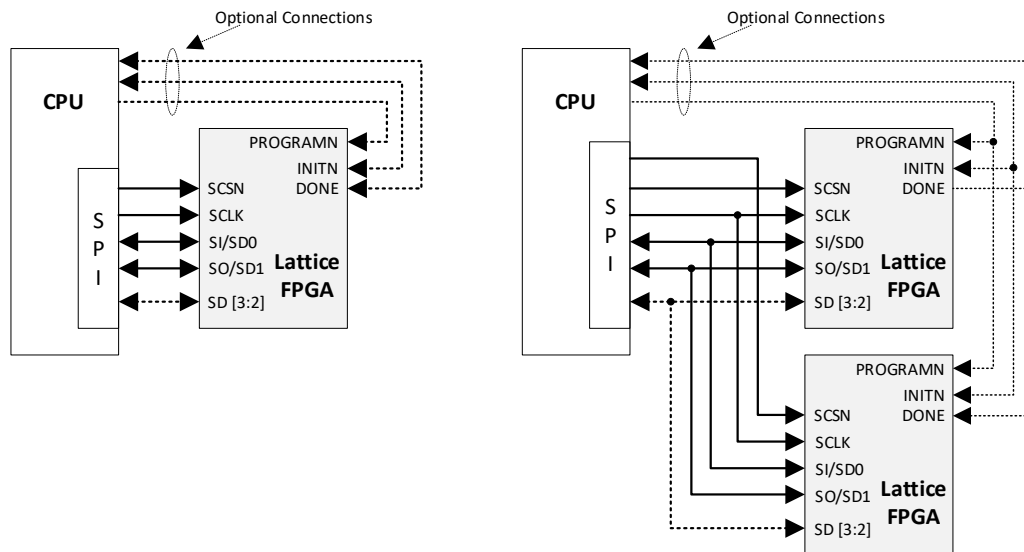 Optional Connections
CPU
S
P
I
PROGRAMN
INITN
DONE
SCSN
SCLK
SI/SD0
SO/SD1
SD [3:2]
Lattice
FPGA
Optional Connections
CPU
S
P
I
PROGRAMN
INITN
DONE
SCSN
SCLK
SI/SD0
SO/SD1
SD [3:2]
Lattice
FPGA
PROGRAMN
INITN
DONE
SCSN
SCLK
SI/SD0
SO/SD1
SD [3:2]
Lattice
FPGA